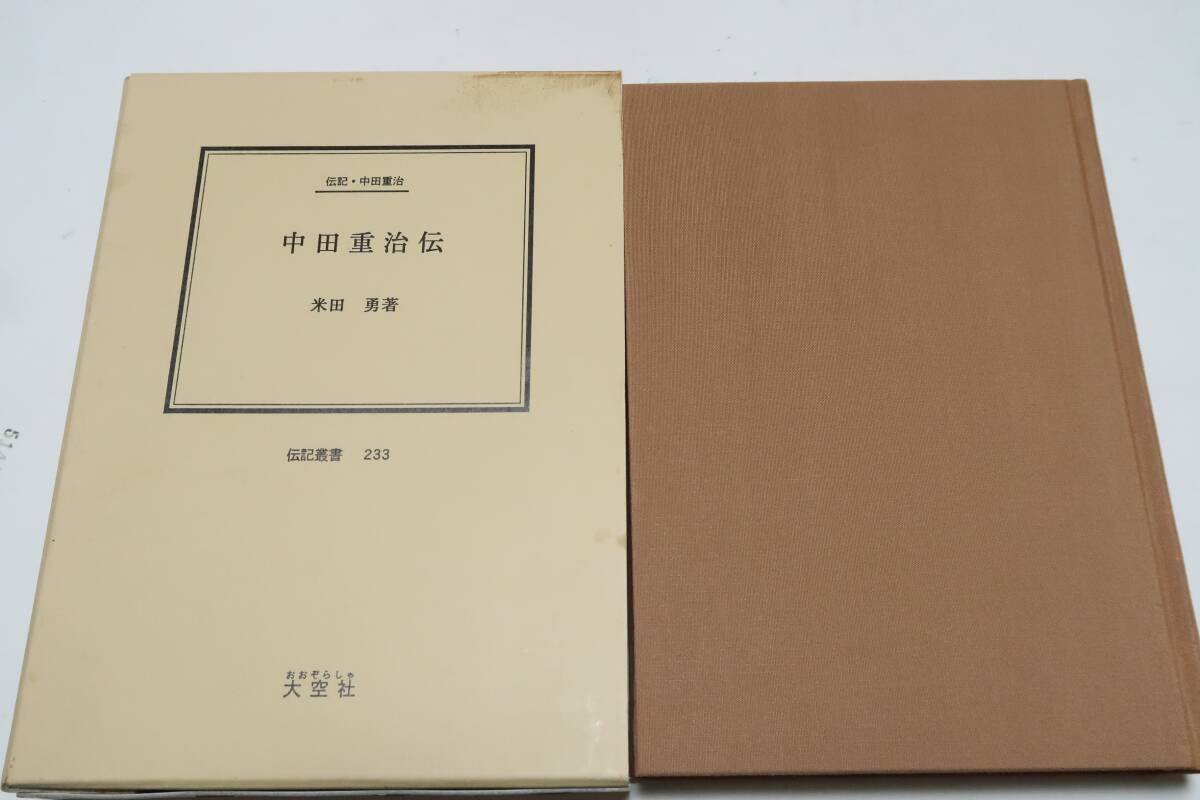 伝記・中田重治
中田重治伝
米田 勇著
伝記叢書 233
おおぞらしゃ
大空社